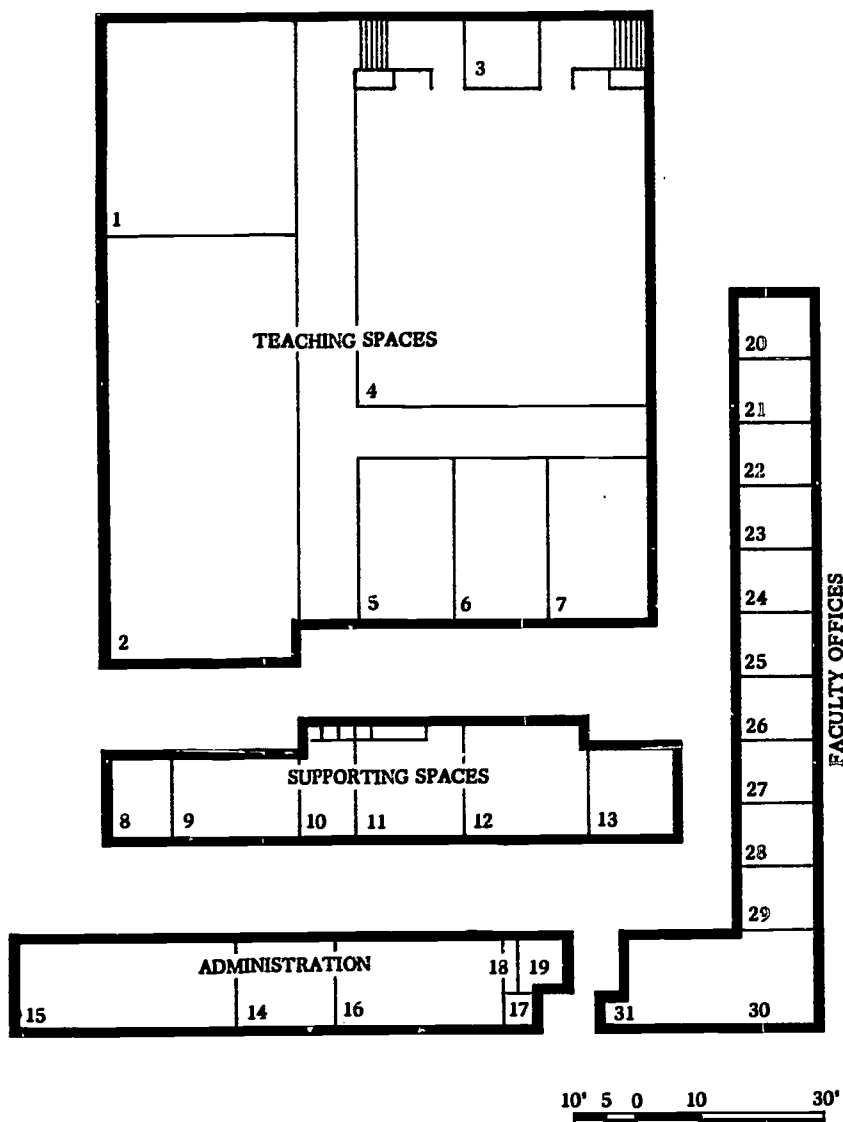 3
1
TEACHING SPACES
4
5 6 7
2
SUPPORTING SPACES
8 9 10 11 12 13
ADMINISTRATION
15 14 16 18 19 17
20
21
22
23
24
25
26
27
28
29
31 30
FACULTY OFFICES
10' 5 0 10 30'